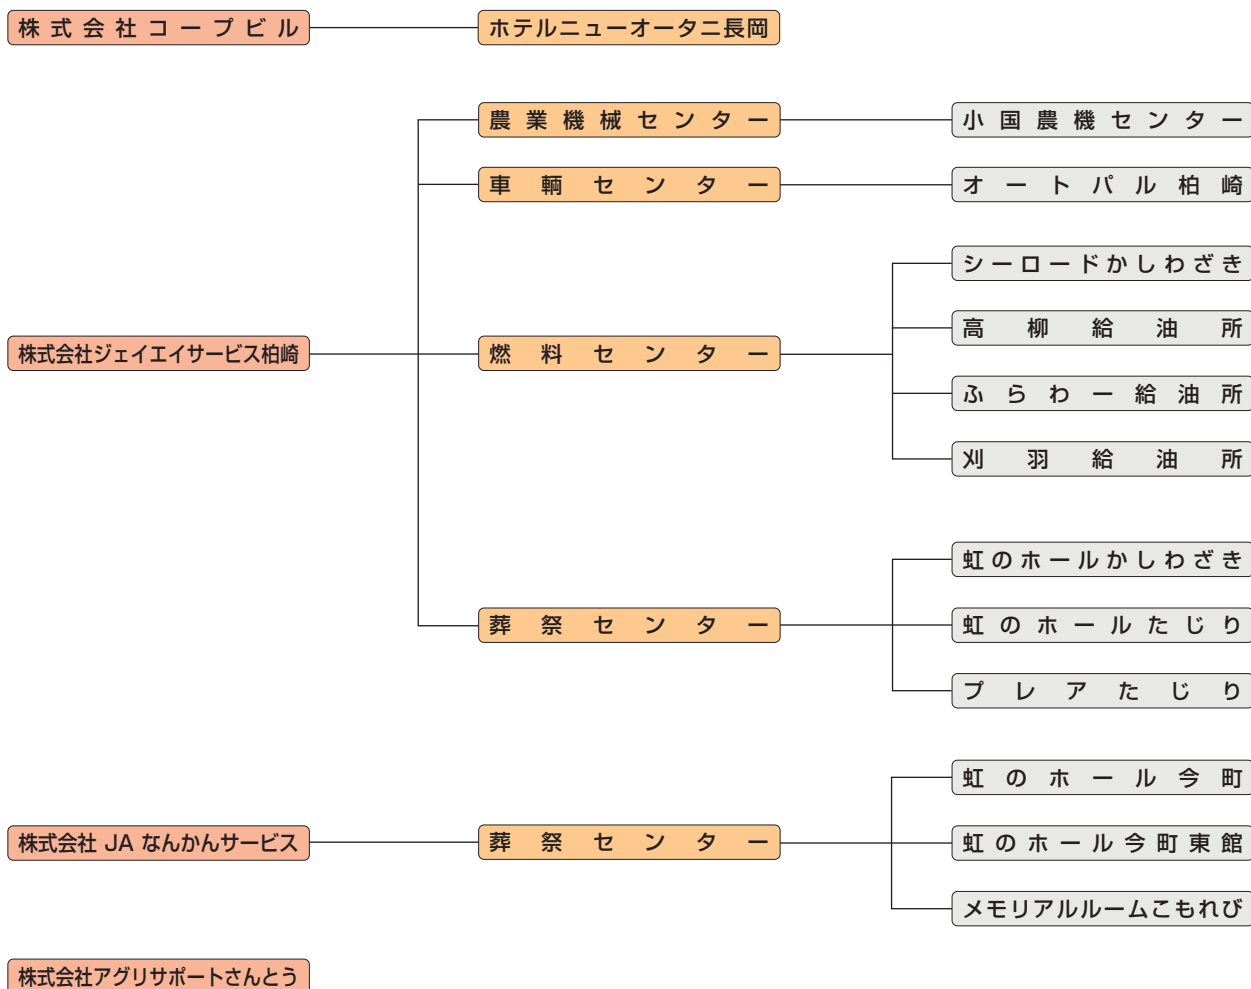 株式会社コープビル
ホテルニューオータニ長岡
農業機械センター
小国農機センター
車輌センター
オートパル柏崎
シーロードかしわざき
高柳給油所
株式会社ジェイエイサービス柏崎
燃料センター
ふらわー給油所
刈羽給油所
虹のホールかしわざき
葬祭センター
虹のホールたじり
プレアたじり
虹のホール今町
株式会社 JA なんかんサービス
葬祭センター
虹のホール今町東館
メモリアルルームこもれび
株式会社アグリサポートさんとう